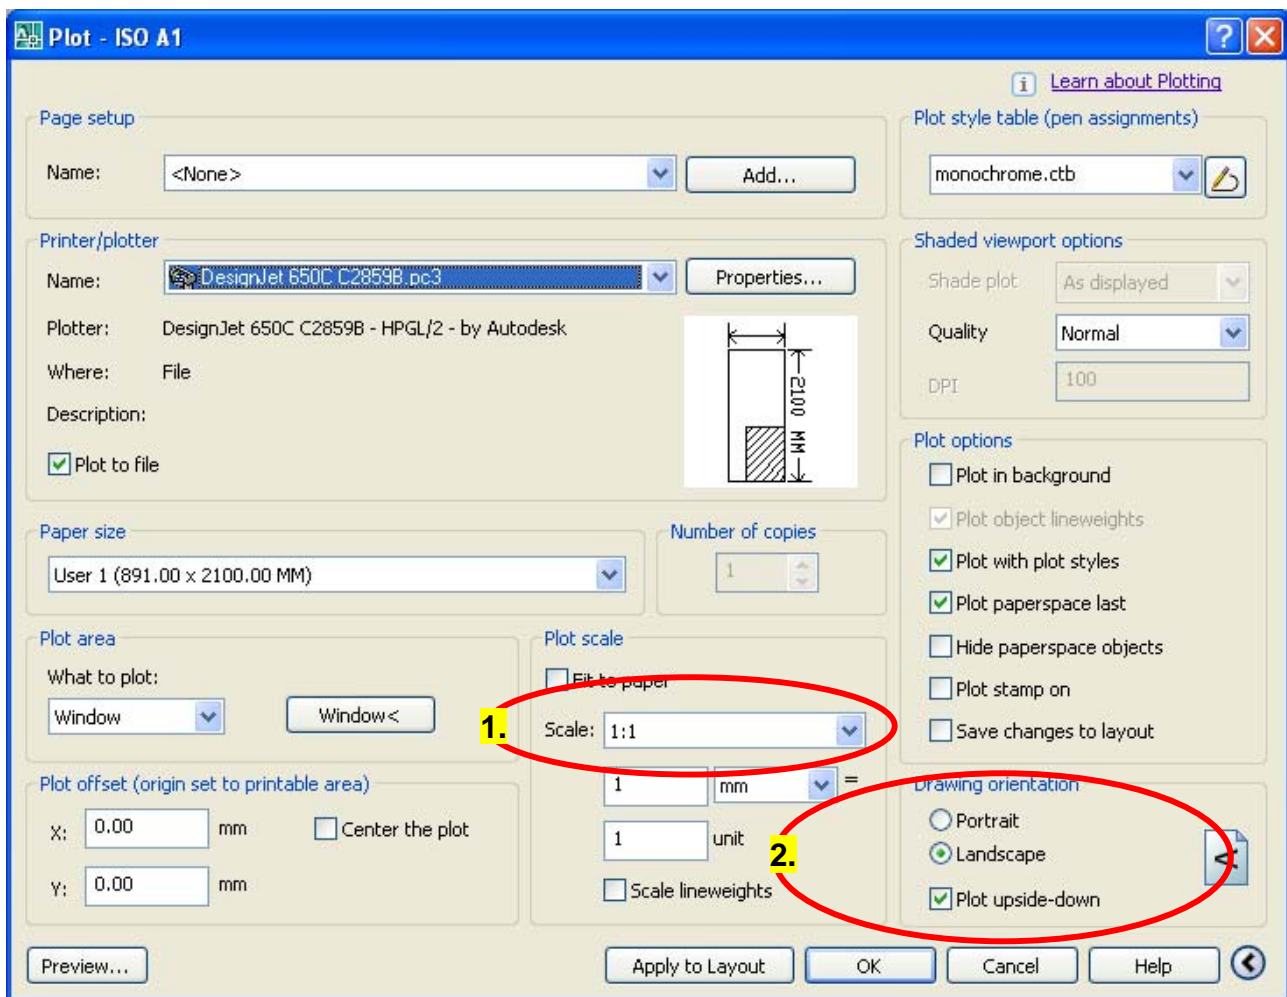 Plot - ISO A1
Learn about Plotting
Page setup
Name: <None> Add...
Plot style table (pen assignments)
monochrome.ctb
Printer/plotter
Name: DesignJet 650C C2859B.pc3 Properties...
Plotter: DesignJet 650C C2859B - HPGL/2 - by Autodesk
Where: File
Description:
Plot to file
2100 MM
Shaded viewport options
Shade plot As displayed
Quality Normal
DPI 100
Paper size
User 1 (891.00 x 2100.00 MM)
Number of copies
1
Plot options
Plot in background
Plot object lineweights
Plot with plot styles
Plot paperspace last
Hide paperspace objects
Plot stamp on
Save changes to layout
Plot area
What to plot:
Window Window<
Plot scale
Fit to paper
1. Scale: 1:1
1 mm =
1 unit
Scale lineweights
Plot offset (origin set to printable area)
X: 0.00 mm Center the plot
Y: 0.00 mm
2. Drawing orientation
Portrait
Landscape
Plot upside-down
A
Preview... Apply to Layout OK Cancel Help